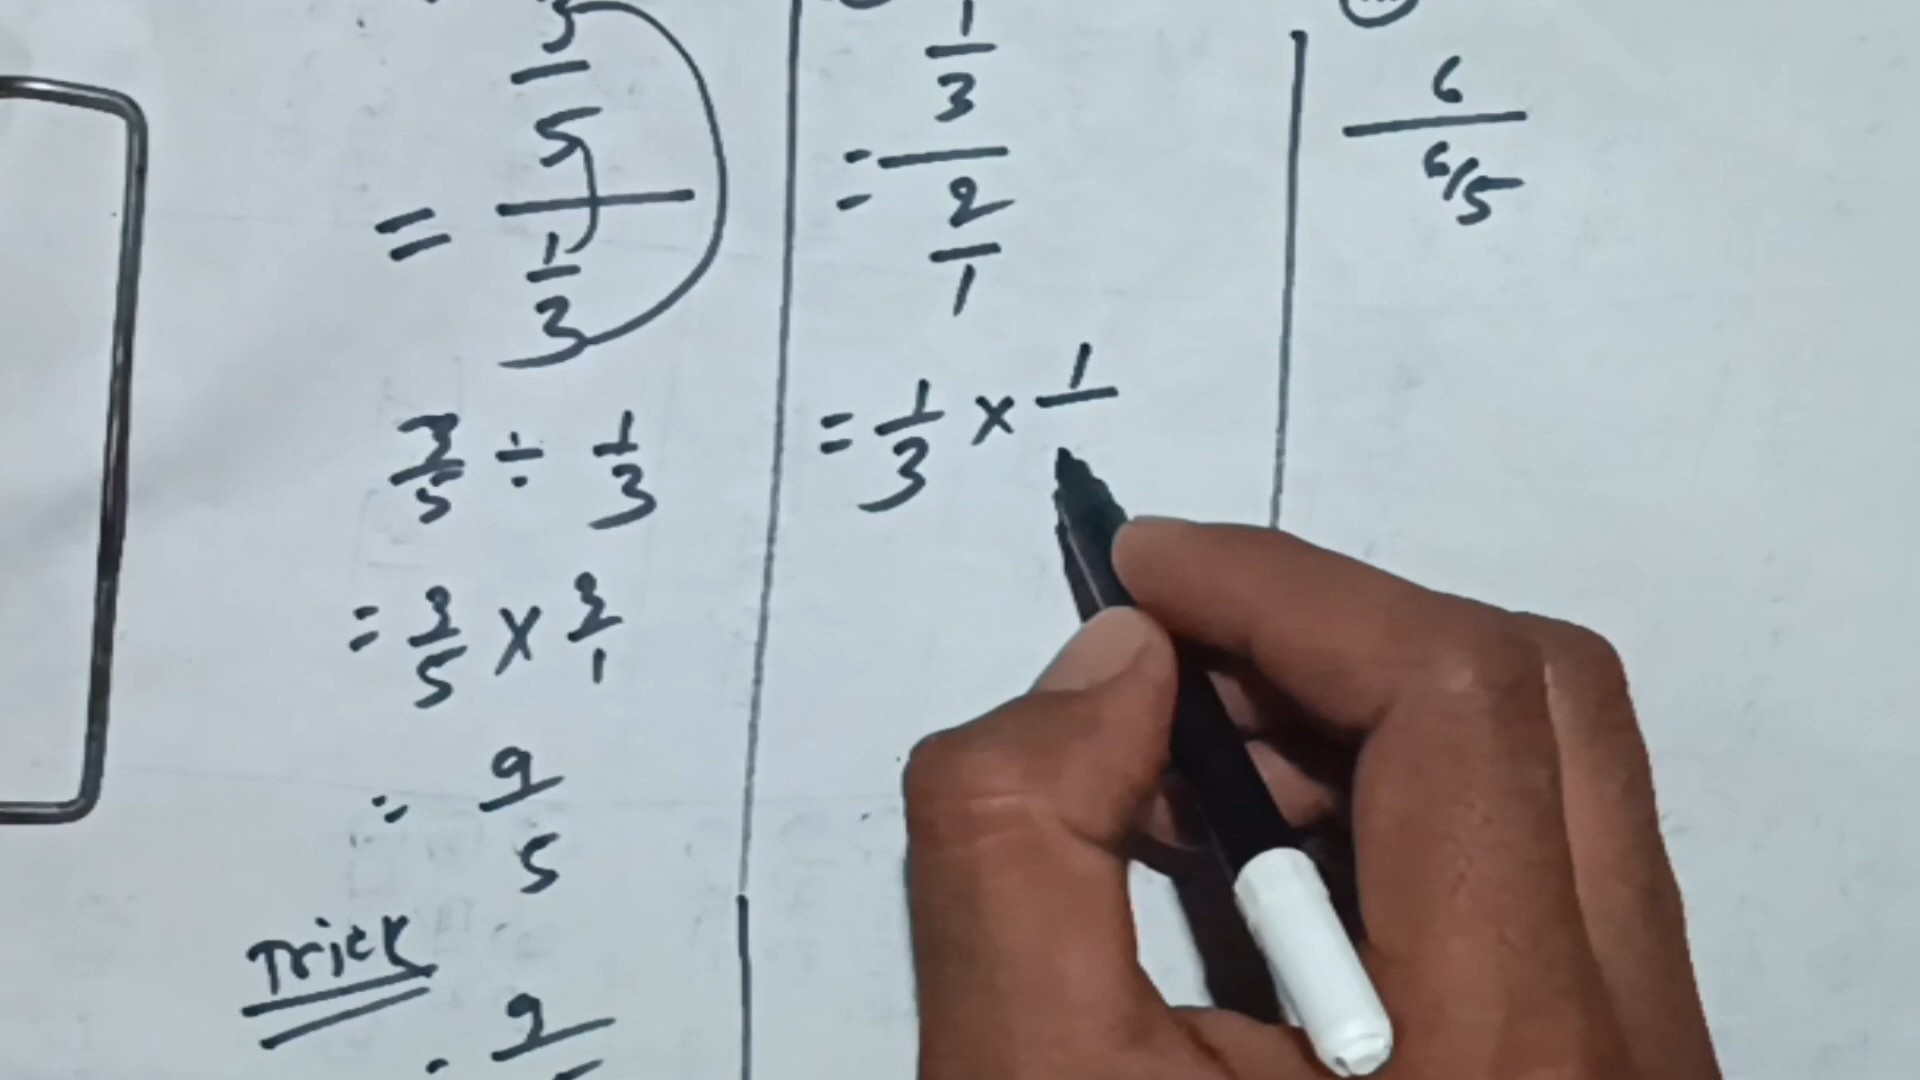 3/5
= ───
1/3
3/5 ÷ 1/3
= 3/5 × 3/1
= 9/5
Trick
= 9
1/3
= ───
2/1
= 1/3 × 1
6
───
6/5